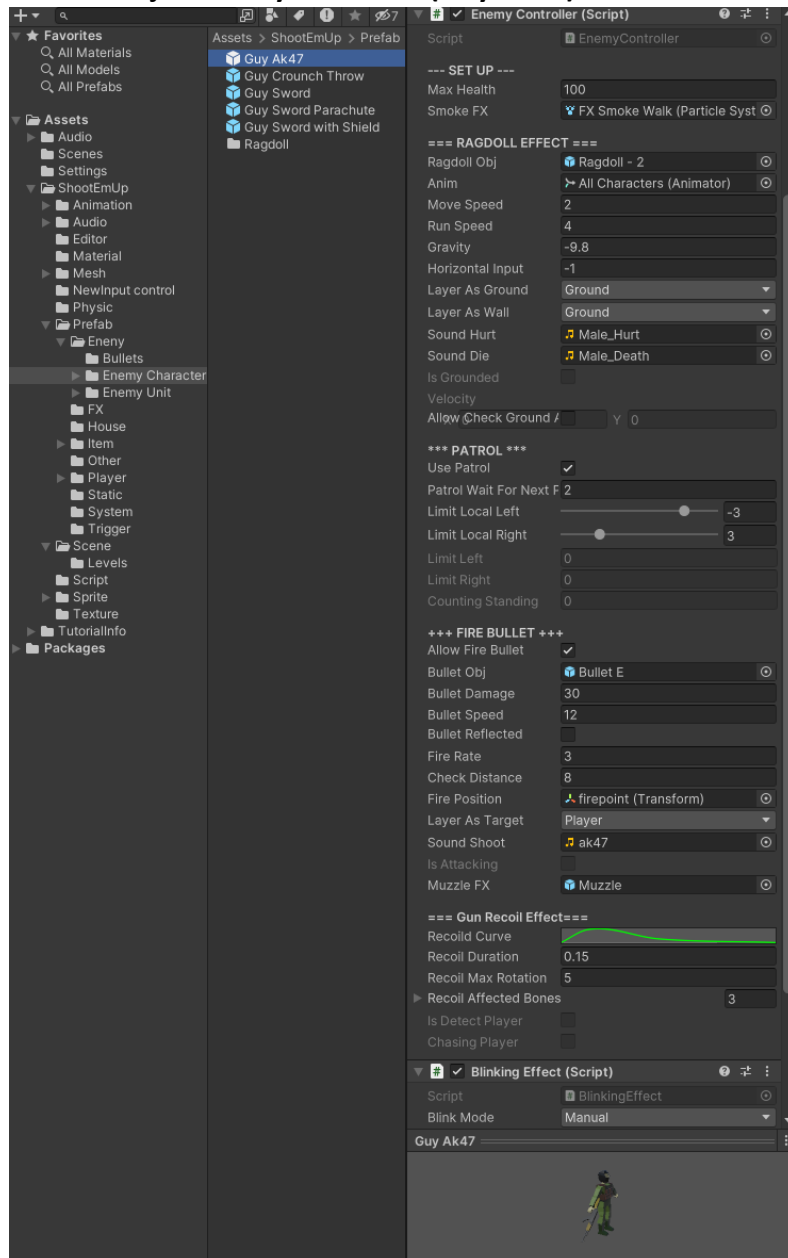 7
Favorites
All Materials
All Models
All Prefabs
Assets
Audio
Scenes
Settings
ShootEmUp
Animation
Audio
Editor
Material
Mesh
NewInput control
Physic
Prefab
Eneny
Bullets
Enemy Character
Enemy Unit
FX
House
Item
Other
Player
Static
System
Trigger
Scene
Levels
Script
Sprite
Texture
TutorialInfo
Packages
Assets > ShootEmUp > Prefab
Guy Ak47
Guy Crounch Throw
Guy Sword
Guy Sword Parachute
Guy Sword with Shield
Ragdoll
# Enemy Controller (Script)
Script # EnemyController
--- SET UP ---
Max Health 100
Smoke FX FX Smoke Walk (Particle Syst
=== RAGDOLL EFFECT ===
Ragdoll Obj Ragdoll - 2
Anim All Characters (Animator)
Move Speed 2
Run Speed 4
Gravity -9.8
Horizontal Input -1
Layer As Ground Ground
Layer As Wall Ground
Sound Hurt Male_Hurt
Sound Die Male_Death
Is Grounded
Velocity
Allow Check Ground A Y 0
*** PATROL ***
Use Patrol
Patrol Wait For Next P 2
Limit Local Left -3
Limit Local Right 3
Limit Left 0
Limit Right 0
Counting Standing 0
+++ FIRE BULLET +++
Allow Fire Bullet
Bullet Obj Bullet E
Bullet Damage 30
Bullet Speed 12
Bullet Reflected
Fire Rate 3
Check Distance 8
Fire Position firepoint (Transform)
Layer As Target Player
Sound Shoot ak47
Is Attacking
Muzzle FX Muzzle
=== Gun Recoil Effect===
Recoild Curve
Recoil Duration 0.15
Recoil Max Rotation 5
Recoil Affected Bones 3
Is Detect Player
Chasing Player
# Blinking Effect (Script)
Script # BlinkingEffect
Blink Mode Manual
Guy Ak47